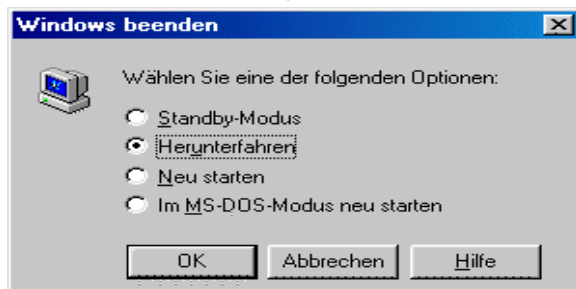 Windows beenden
Wählen Sie eine der folgenden Optionen:
Standby-Modus
Herunterfahren
Neu starten
Im MS-DOS-Modus neu starten
OK Abbrechen Hilfe